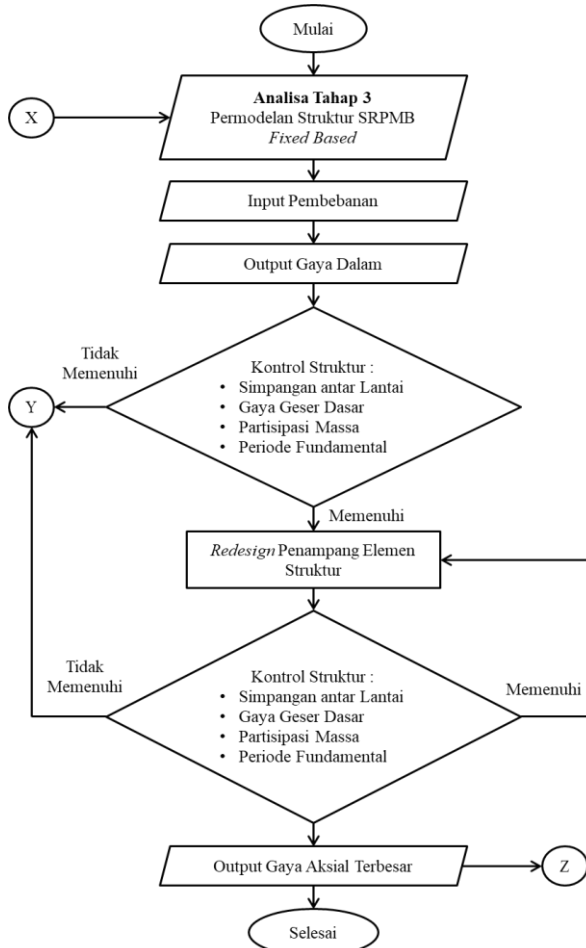 Mulai
X
Analisa Tahap 3
Permodelan Struktur SRPMB
Fixed Based
Input Pembebanan
Output Gaya Dalam
Tidak
Memenuhi
Y
Kontrol Struktur :
• Simpangan antar Lantai
• Gaya Geser Dasar
• Partisipasi Massa
• Periode Fundamental
Memenuhi
Redesign Penampang Elemen
Struktur
Tidak
Memenuhi
Kontrol Struktur :
• Simpangan antar Lantai
• Gaya Geser Dasar
• Partisipasi Massa
• Periode Fundamental
Memenuhi
Output Gaya Aksial Terbesar
Z
Selesai